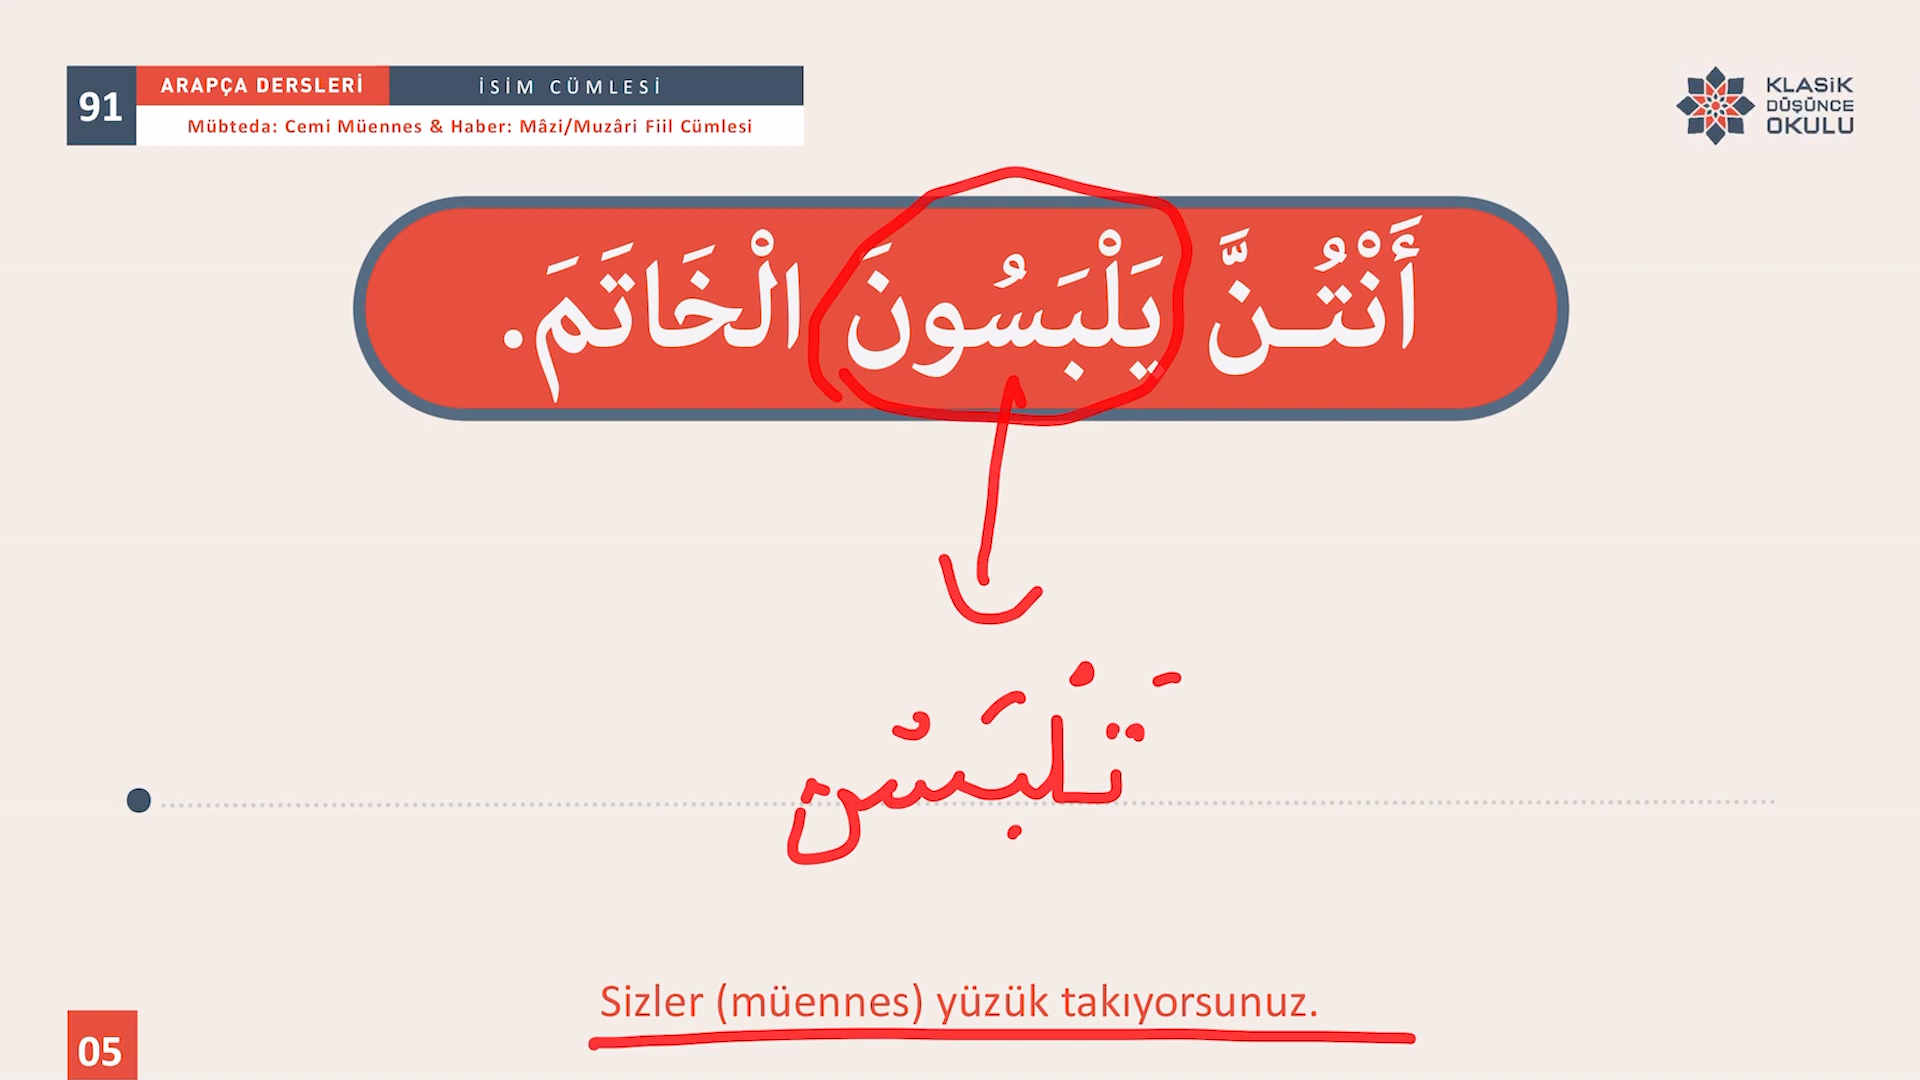 91
ARAPÇA DERSLERİ
İSİM CÜMLESİ
Mübteda: Cemi Müennes & Haber: Mâzi/Muzâri Fiil Cümlesi
KLASİK
DÜŞÜNCE
OKULU
أَنْتُـنَّ يَلْبَسُونَ الْخَاتَمَ.
تَلْبَسْن
Sizler (müennes) yüzük takıyorsunuz.
05